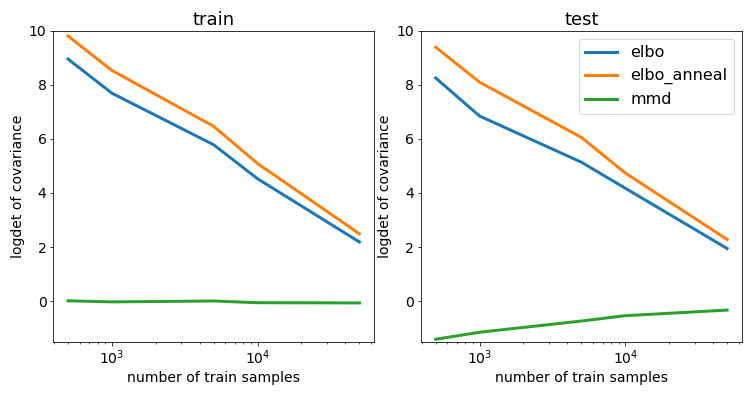 train
10
8
6
4
2
0
logdet of covariance
10³
10⁴
number of train samples
test
10
8
6
4
2
0
logdet of covariance
10³
10⁴
number of train samples
elbo
elbo_anneal
mmd